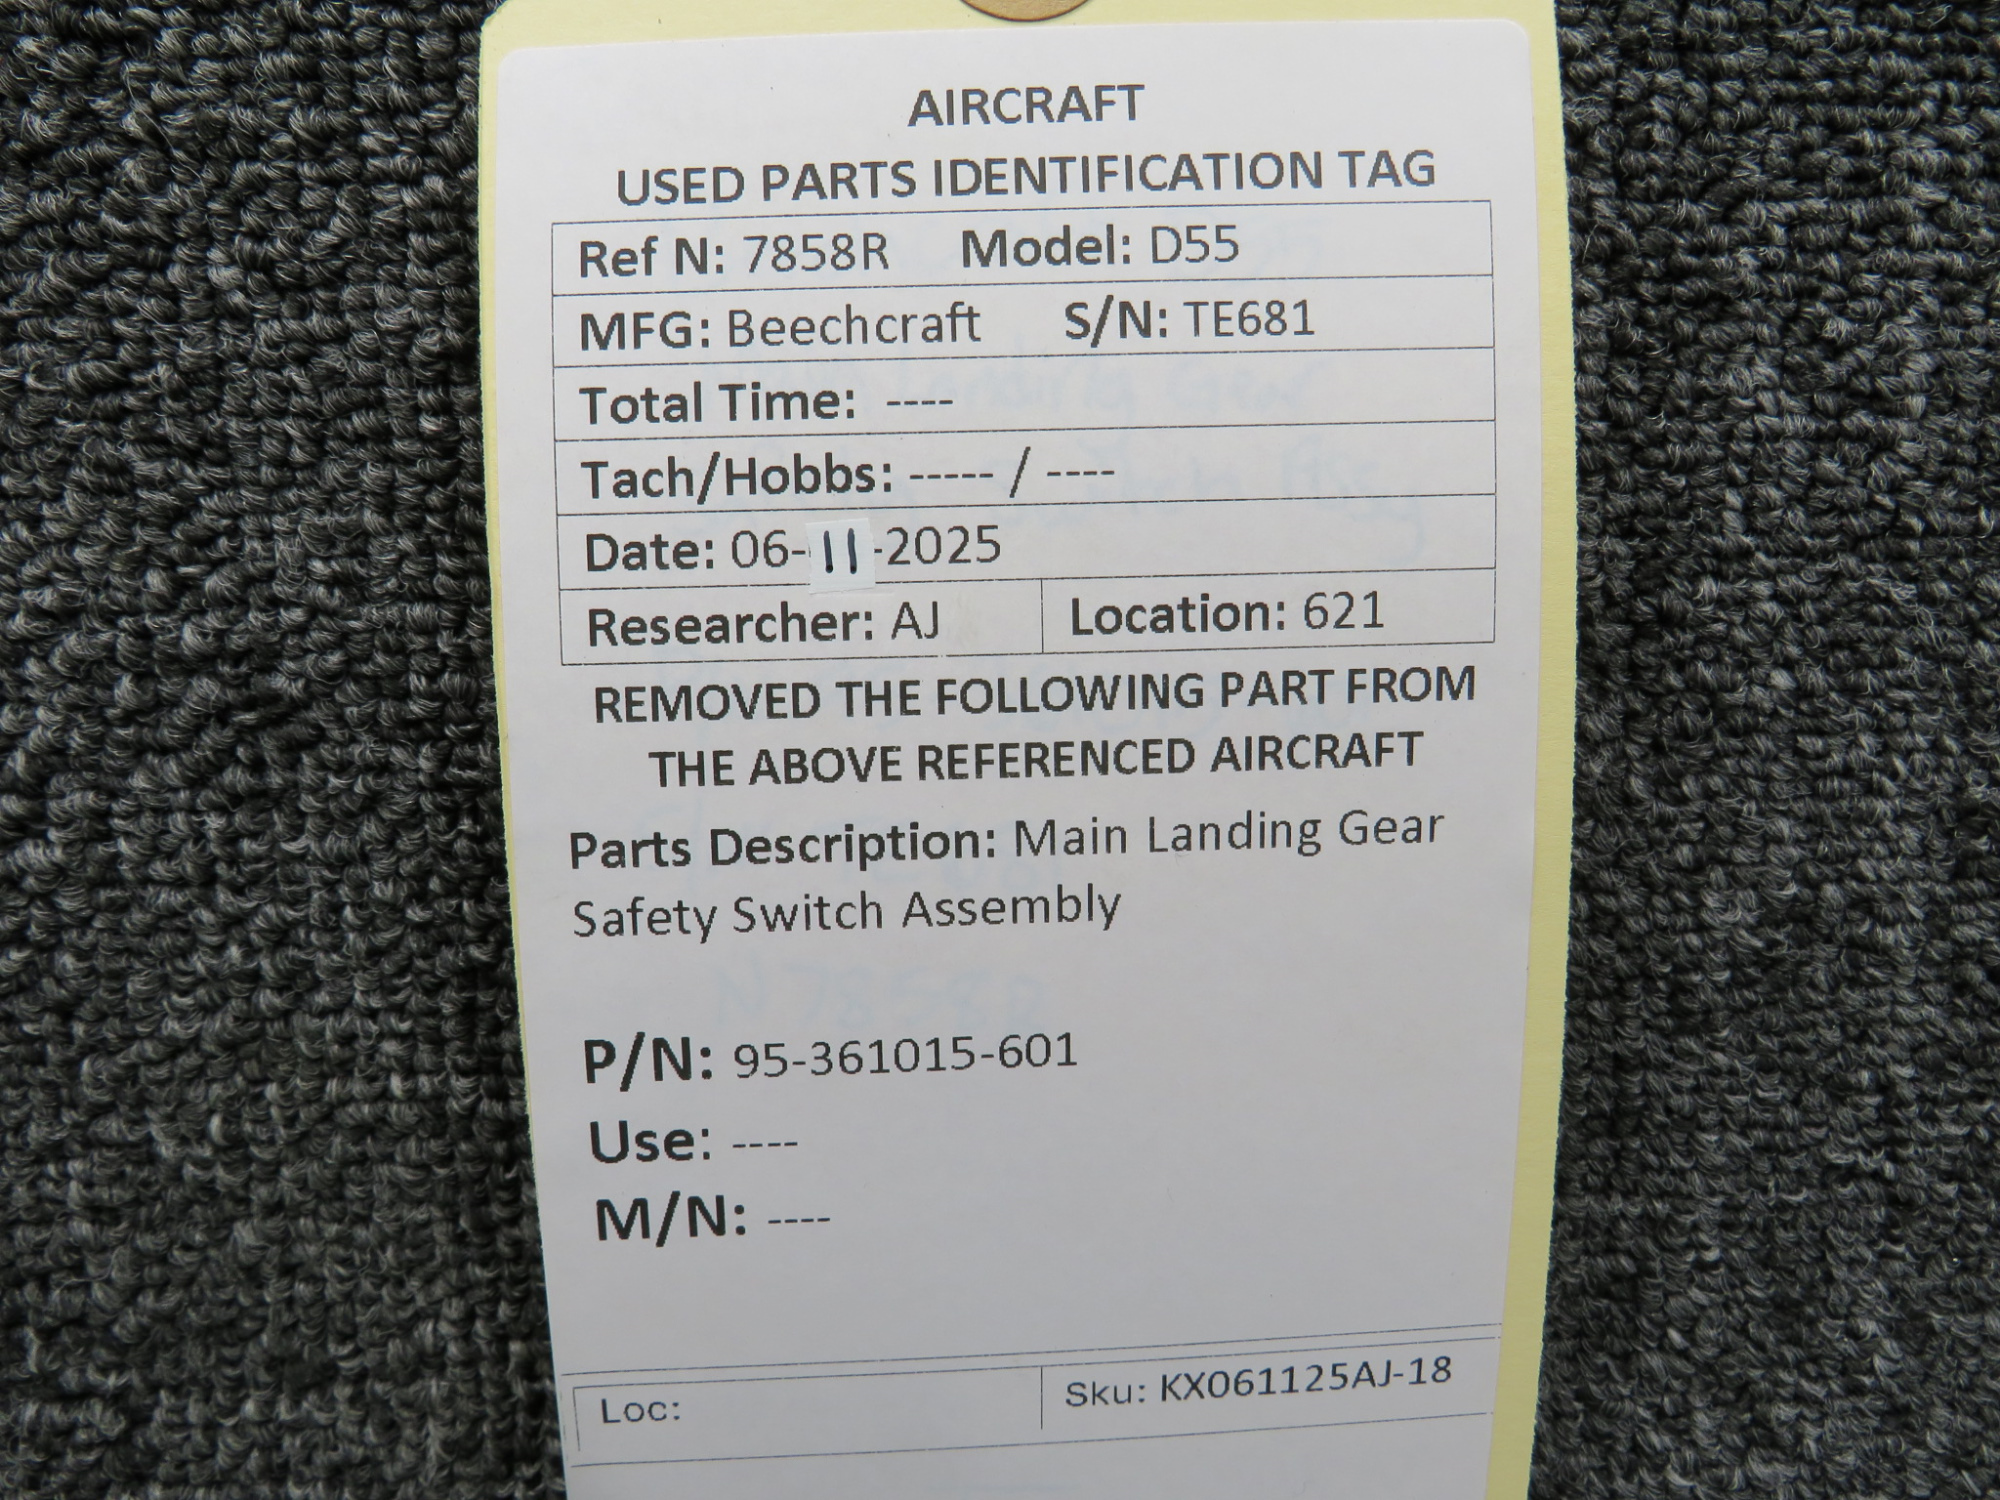 AIRCRAFT
USED PARTS IDENTIFICATION TAG
Ref N: 7858R Model: D55
MFG: Beechcraft S/N: TE681
Total Time: ----
Tach/Hobbs: ----- / ----
Date: 06-11-2025
Researcher: AJ Location: 621
REMOVED THE FOLLOWING PART FROM
THE ABOVE REFERENCED AIRCRAFT
Parts Description: Main Landing Gear
Safety Switch Assembly
P/N: 95-361015-601
Use: ----
M/N: ----
Loc: Sku: KX061125AJ-18